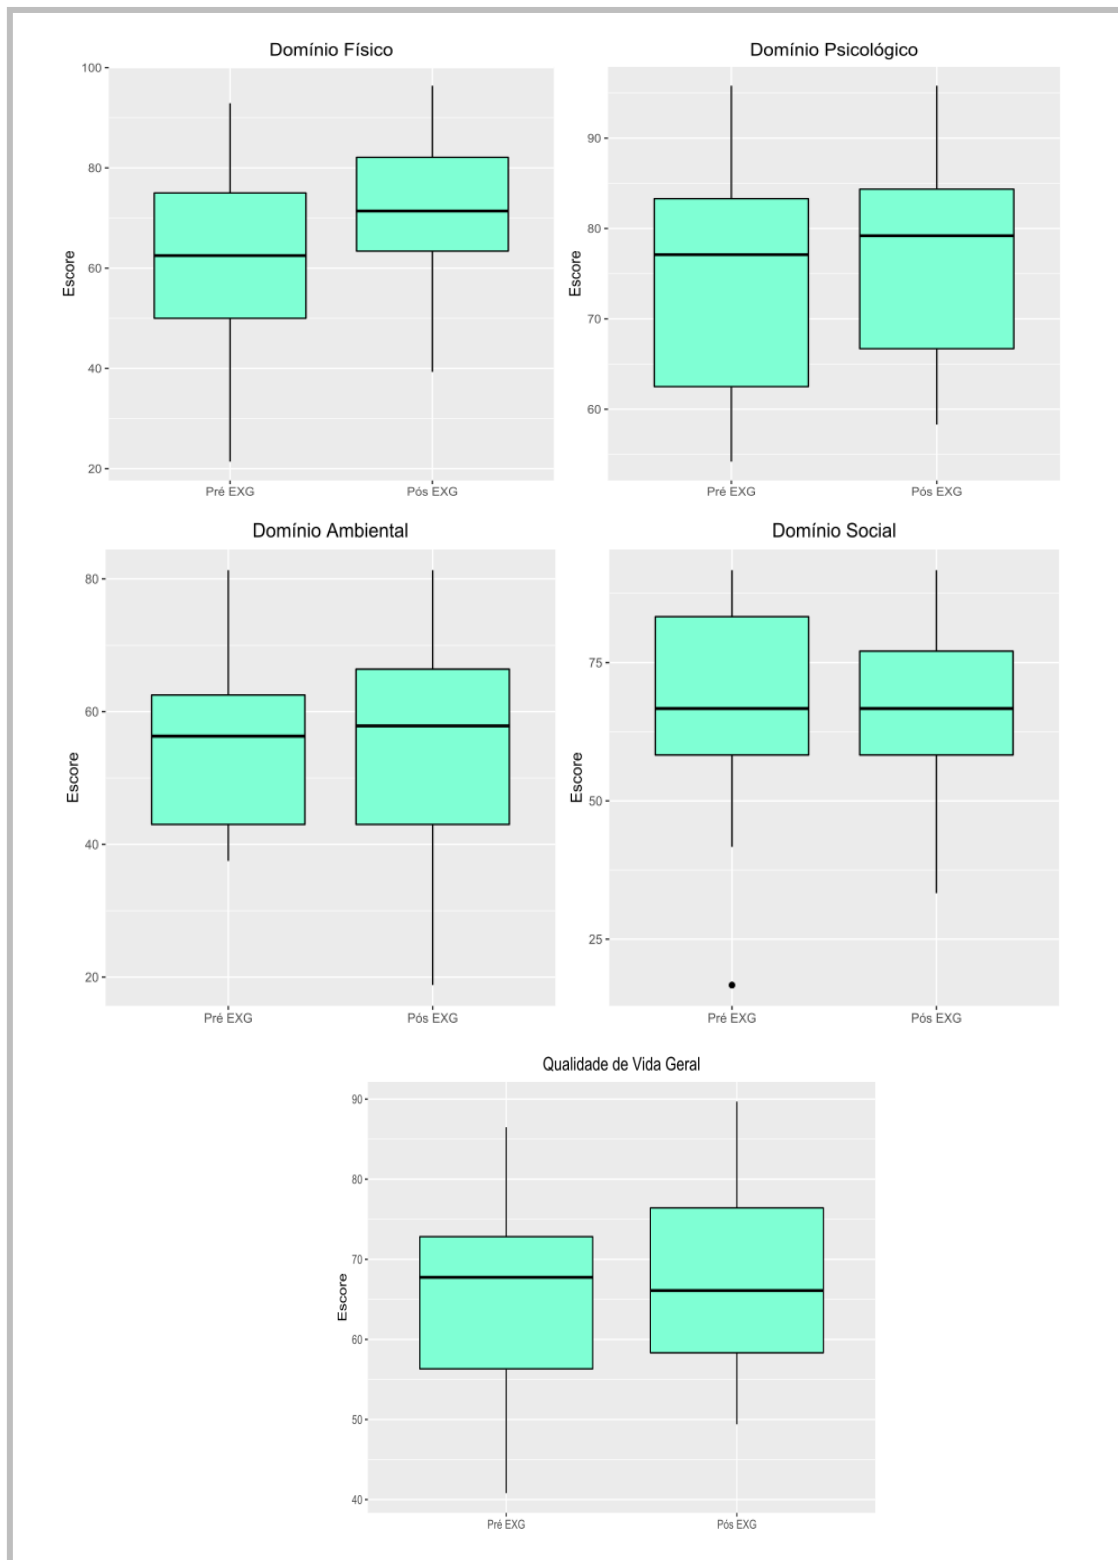 Domínio Físico
100
80
60
40
20
Escore
Pré EXG
Pós EXG
Domínio Psicológico
90
80
70
60
Escore
Pré EXG
Pós EXG
Domínio Ambiental
80
60
40
20
Escore
Pré EXG
Pós EXG
Domínio Social
75
50
25
Escore
Pré EXG
Pós EXG
Qualidade de Vida Geral
90
80
70
60
50
40
Escore
Pré EXG
Pós EXG